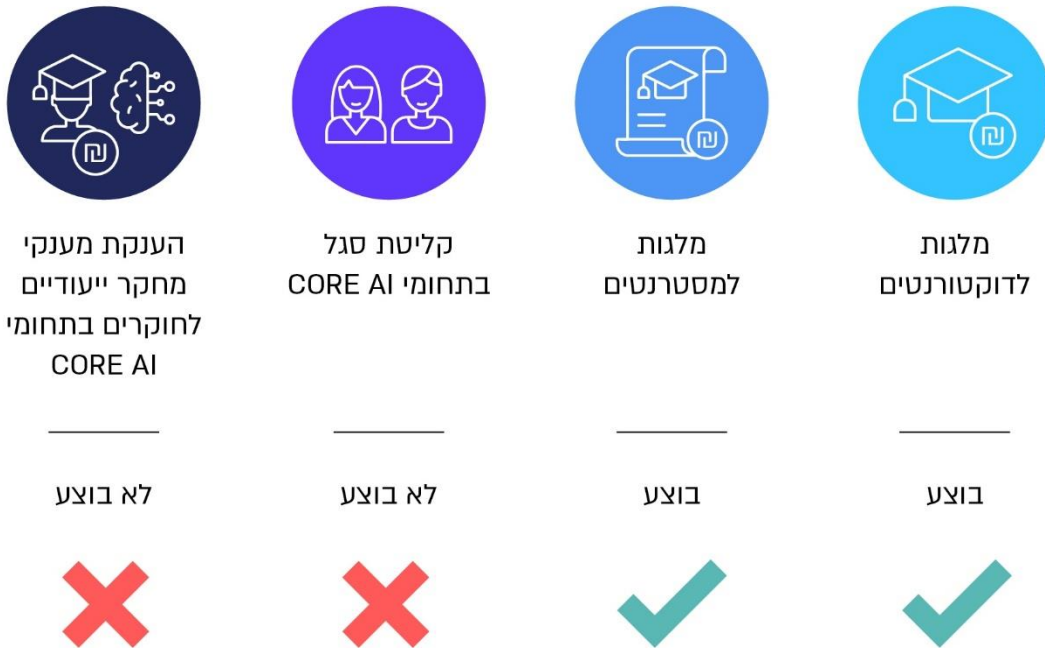 מלגות
לדוקטורנטים
בוצע
מלגות
למסטרנטים
בוצע
קליטת סגל
בתחומי CORE AI
לא בוצע
הענקת מענקי
מחקר ייעודיים
לחוקרים בתחומי
CORE AI
לא בוצע